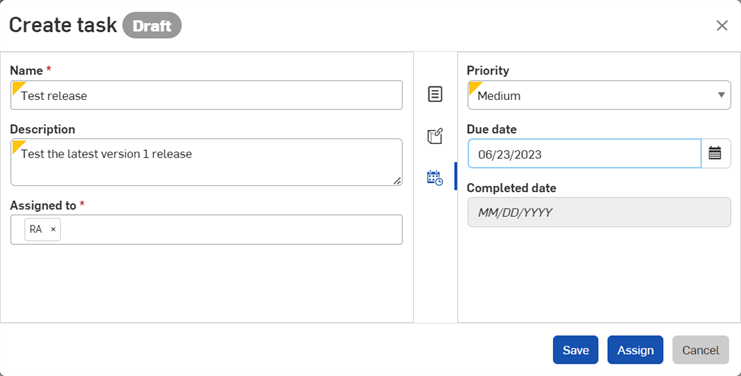 Create task Draft
Name *
Test release
Description
Test the latest version 1 release
Assigned to *
RA ×
Priority
Medium
Due date
06/23/2023
Completed date
MM/DD/YYYY
Save Assign Cancel